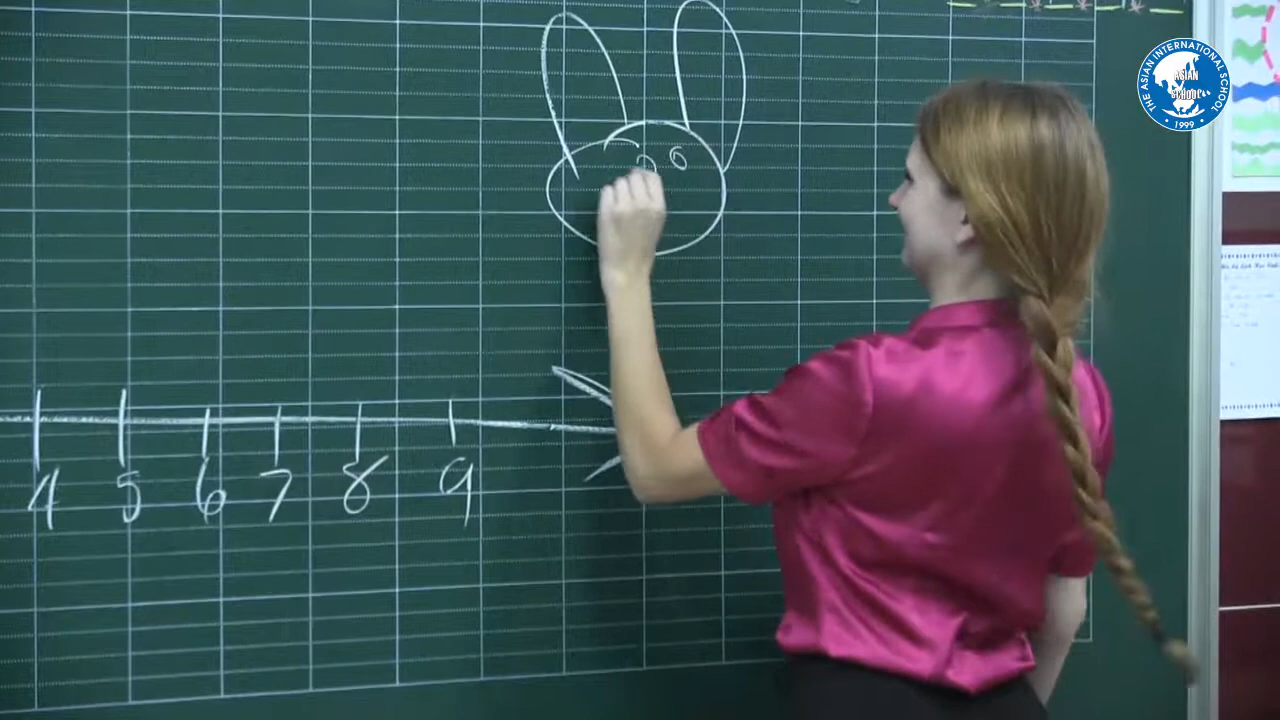 THE ASIAN INTERNATIONAL SCHOOL
ASIAN
SCHOOL
1999
4 5 6 7 8 9